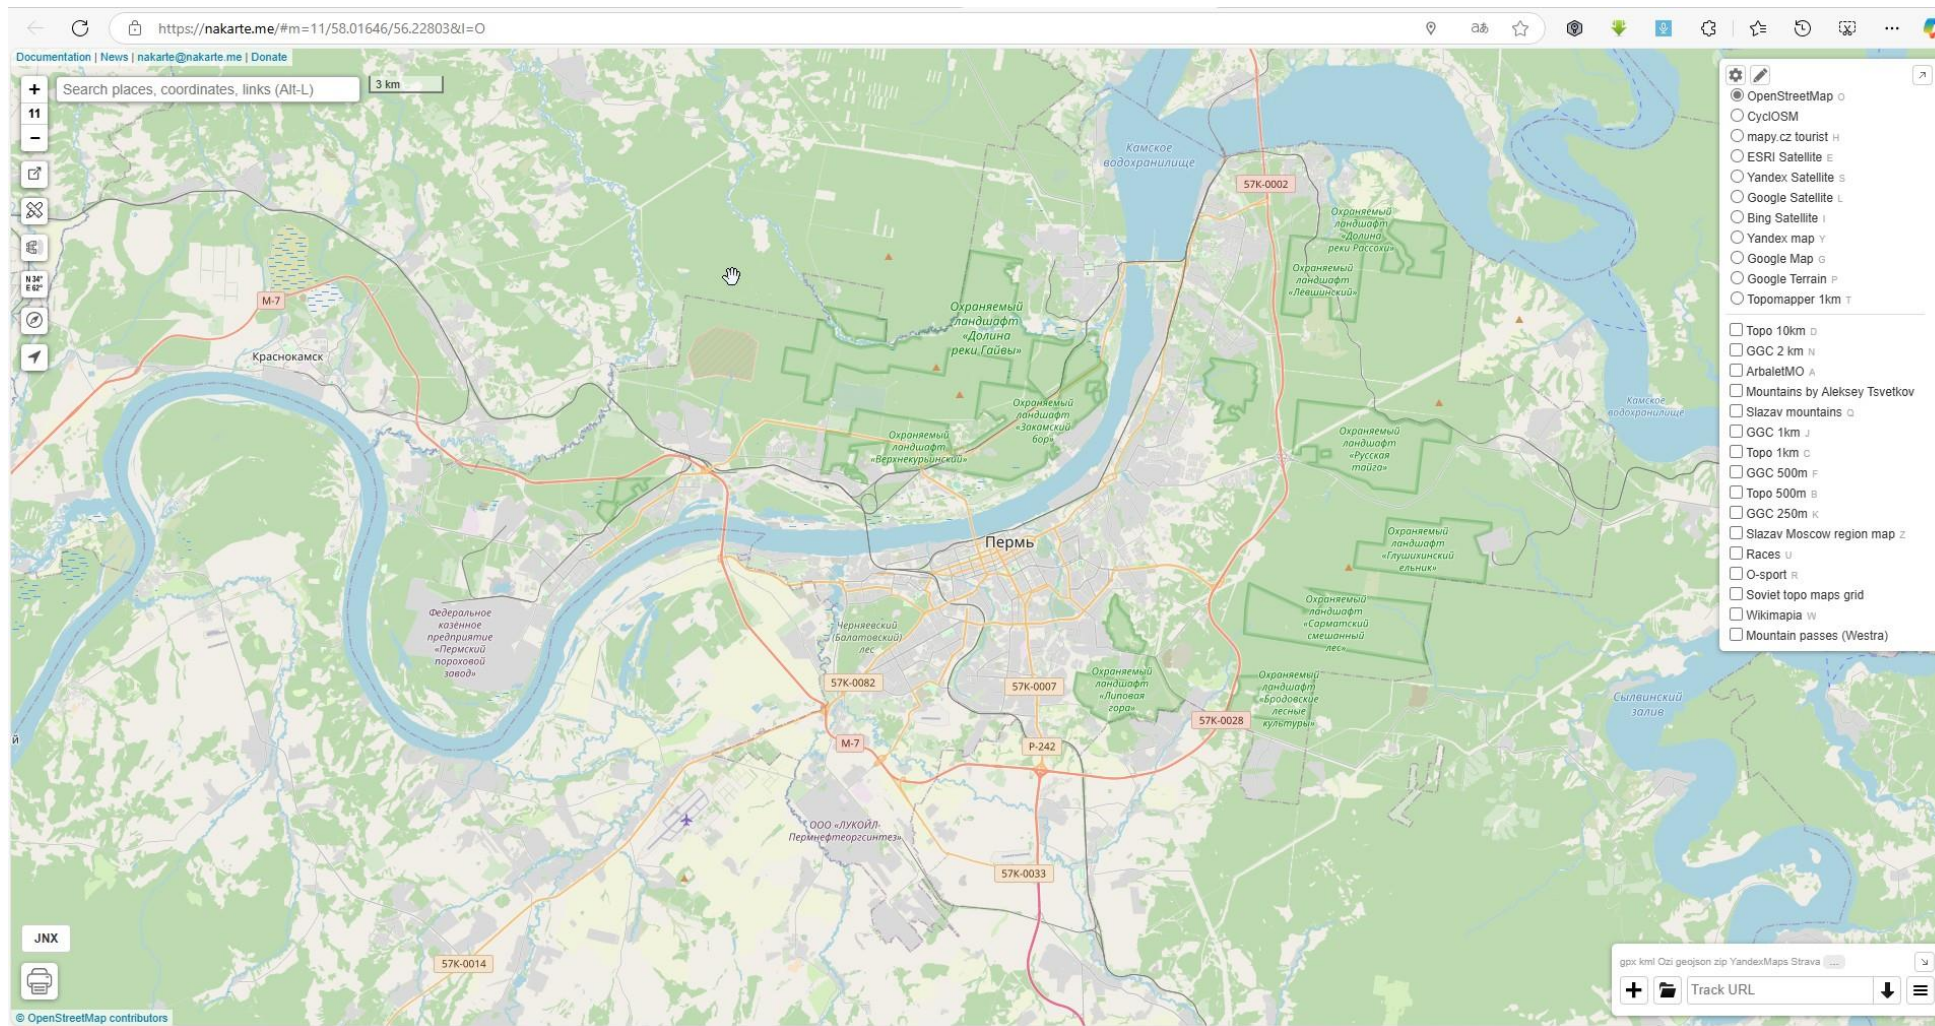 https://nakarte.me/#m=11/58.01646/56.22803&l=O
Documentation | News | nakarte@nakarte.me | Donate
+
11
−
Search places, coordinates, links (Alt-L)
3 km
N 34°
E 62°
Камское
водохранилище
57К-0002
Охраняемый
ландшафт
«Долина
реки Рассохи»
Охраняемый
ландшафт
«Лёвшинский»
М-7
Охраняемый
ландшафт
«Долина
реки Гайвы»
Краснокамск
Камское
водохранилище
Охраняемый
ландшафт
«Закамский
бор»
Охраняемый
ландшафт
«Верхнекурьинский»
Охраняемый
ландшафт
«Русская
тайга»
Пермь
Охраняемый
ландшафт
«Глушихинский
ельник»
Федеральное
казённое
предприятие
«Пермский
пороховой
завод»
Черняевский
(Балатовский)
лес
Охраняемый
ландшафт
«Сарматский
смешанный
лес»
57К-0082
57К-0007
Охраняемый
ландшафт
«Липовая
гора»
Охраняемый
ландшафт
«Бродовские
лесные
культуры»
57К-0028
Сылвинский
залив
й
М-7
Р-242
ООО «ЛУКОЙЛ-
Пермнефтеоргсинтез»
57К-0033
57К-0014
OpenStreetMap O
CyclOSM
mapy.cz tourist H
ESRI Satellite E
Yandex Satellite S
Google Satellite L
Bing Satellite I
Yandex map Y
Google Map G
Google Terrain P
Topomapper 1km T
Topo 10km D
GGC 2 km N
ArbaletMO A
Mountains by Aleksey Tsvetkov
Slazav mountains Q
GGC 1km J
Topo 1km C
GGC 500m F
Topo 500m B
GGC 250m K
Slazav Moscow region map Z
Races U
O-sport R
Soviet topo maps grid
Wikimapia W
Mountain passes (Westra)
JNX
gpx kml Ozi geojson zip YandexMaps Strava ...
Track URL
© OpenStreetMap contributors